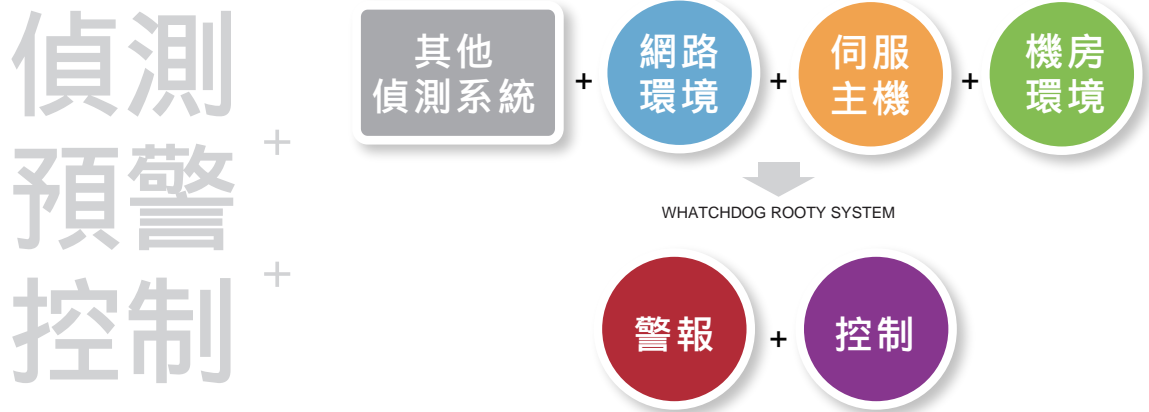 偵測
+
預警
+
控制
其他
偵測系統
+
網路
環境
+
伺服
主機
+
機房
環境
WHATCHDOG ROOTY SYSTEM
警報
+
控制